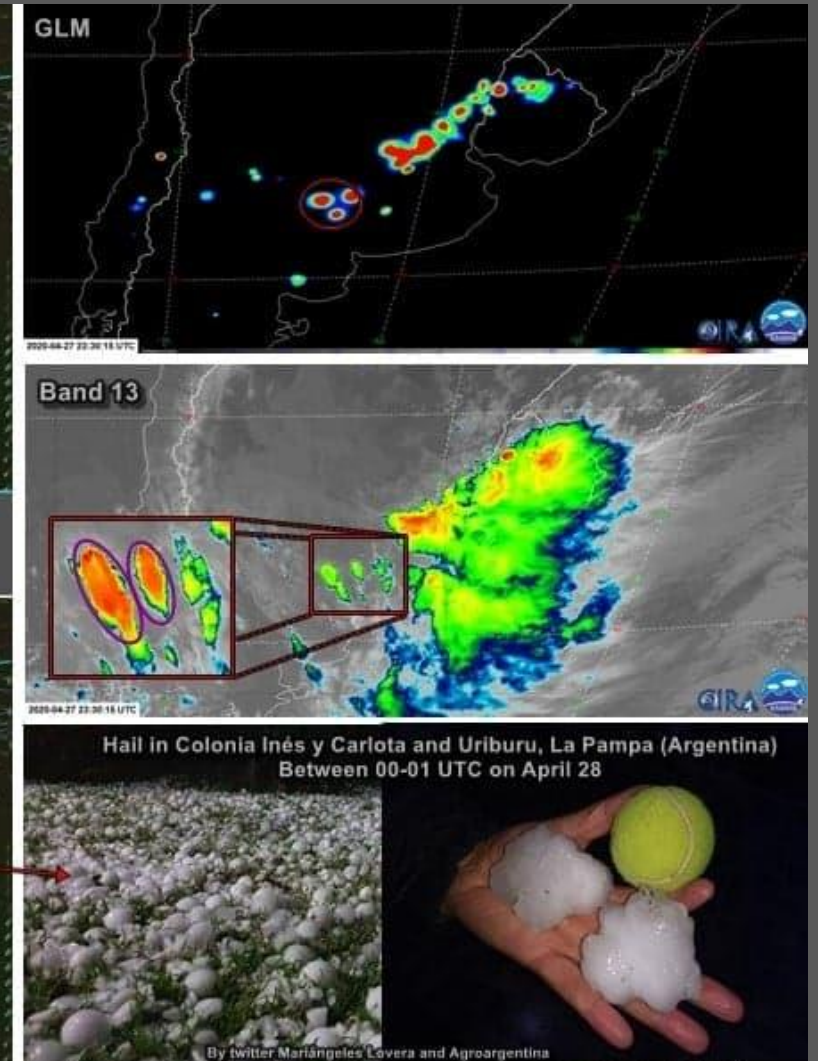 GLM
CIRA
2020-04-27 23:30:15 UTC
Band 13
CIRA
2020-04-27 23:30:15 UTC
Hail in Colonia Inés y Carlota and Uriburu, La Pampa (Argentina)
Between 00-01 UTC on April 28
By twitter Mariángeles Lovera and Agroargentina